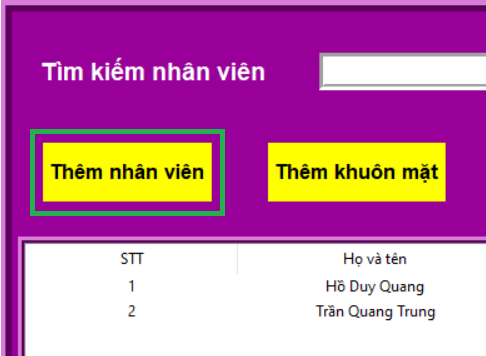 Tìm kiếm nhân viên
Thêm nhân viên Thêm khuôn mặt
STT Họ và tên
1 Hồ Duy Quang
2 Trần Quang Trung